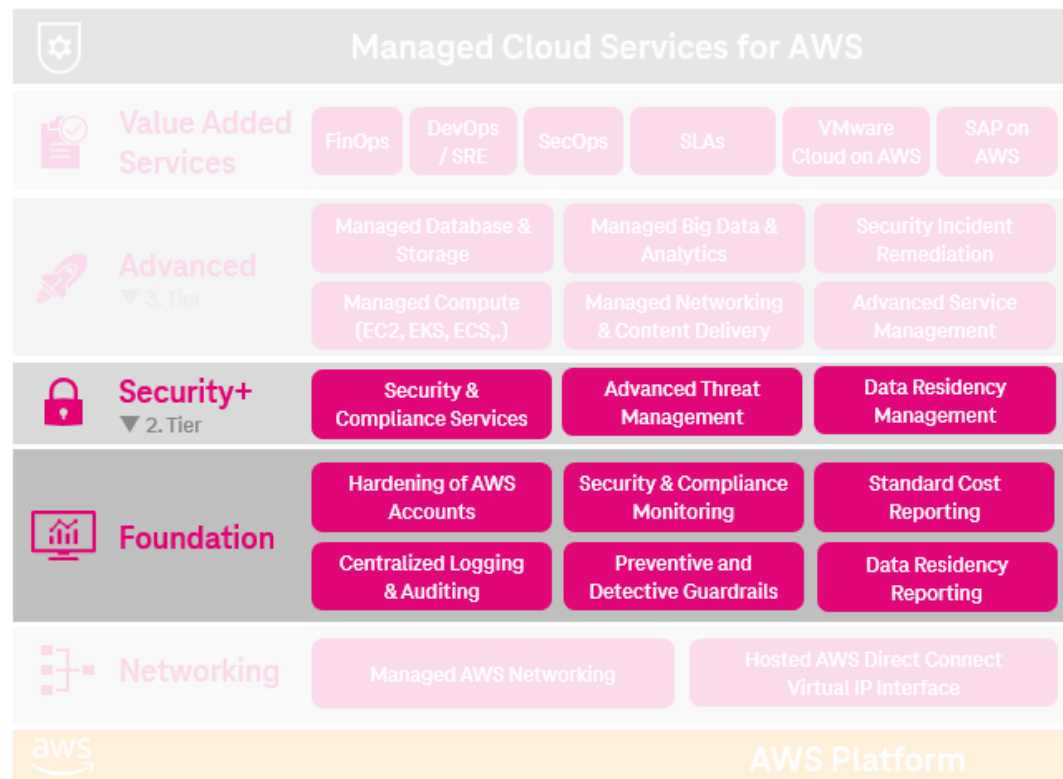 Managed Cloud Services for AWS
Value Added
Services
FinOps
DevOps
/ SRE
SecOps
SLAs
VMware
Cloud on AWS
SAP on
AWS
Advanced
▼ 3. Tier
Managed Database &
Storage
Managed Big Data &
Analytics
Security Incident
Remediation
Managed Compute
(EC2, EKS, ECS,.)
Managed Networking
& Content Delivery
Advanced Service
Management
Security+
▼ 2. Tier
Security &
Compliance Services
Advanced Threat
Management
Data Residency
Management
Foundation
Hardening of AWS
Accounts
Security & Compliance
Monitoring
Standard Cost
Reporting
Centralized Logging
& Auditing
Preventive and
Detective Guardrails
Data Residency
Reporting
Networking
Managed AWS Networking
Hosted AWS Direct Connect
Virtual IP Interface
aws
AWS Platform